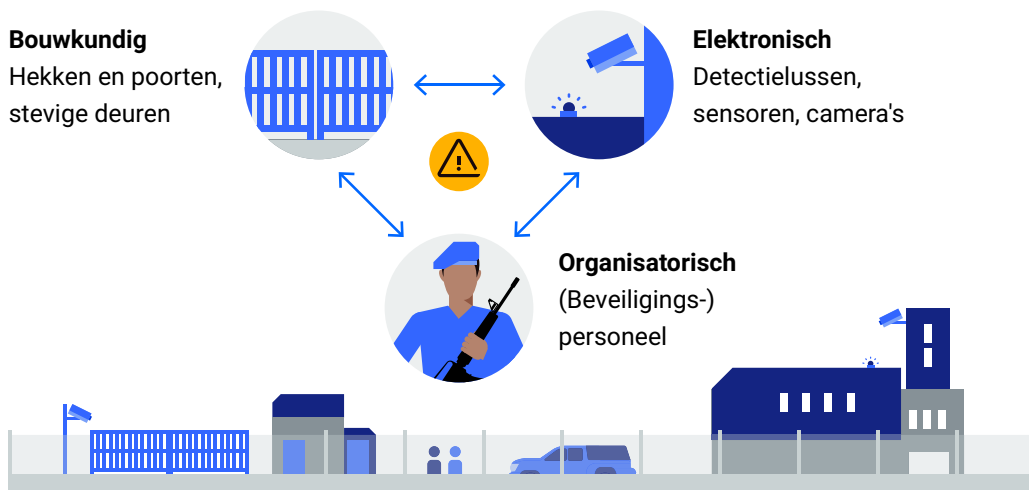 Bouwkundig
Hekken en poorten,
stevige deuren
Elektronisch
Detectielussen,
sensoren, camera's
Organisatorisch
(Beveiligings-)
personeel